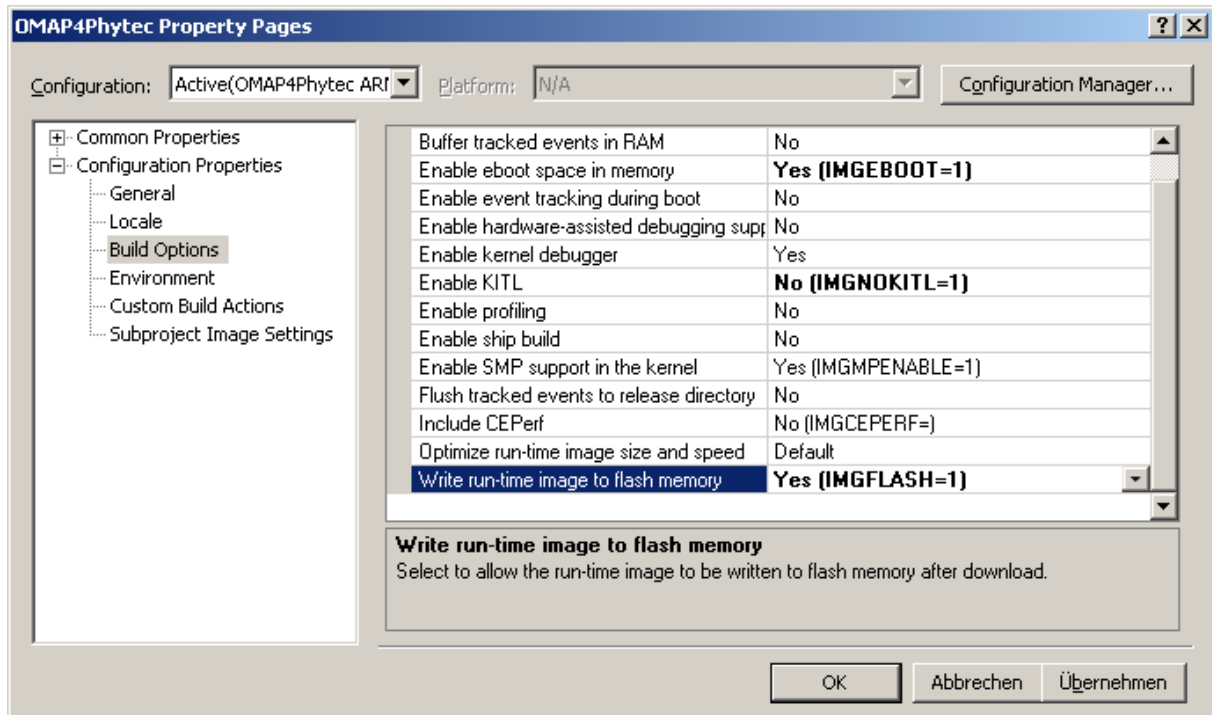 OMAP4Phytec Property Pages
Configuration: Active(OMAP4Phytec ARI Platform: N/A Configuration Manager...
Common Properties
Configuration Properties
General
Locale
Build Options
Environment
Custom Build Actions
Subproject Image Settings
Buffer tracked events in RAM No
Enable eboot space in memory Yes (IMGEBOOT=1)
Enable event tracking during boot No
Enable hardware-assisted debugging supp No
Enable kernel debugger Yes
Enable KITL No (IMGNOKITL=1)
Enable profiling No
Enable ship build No
Enable SMP support in the kernel Yes (IMGMPENABLE=1)
Flush tracked events to release directory No
Include CEPerf No (IMGCEPERF=)
Optimize run-time image size and speed Default
Write run-time image to flash memory Yes (IMGFLASH=1)
Write run-time image to flash memory
Select to allow the run-time image to be written to flash memory after download.
OK Abbrechen Übernehmen